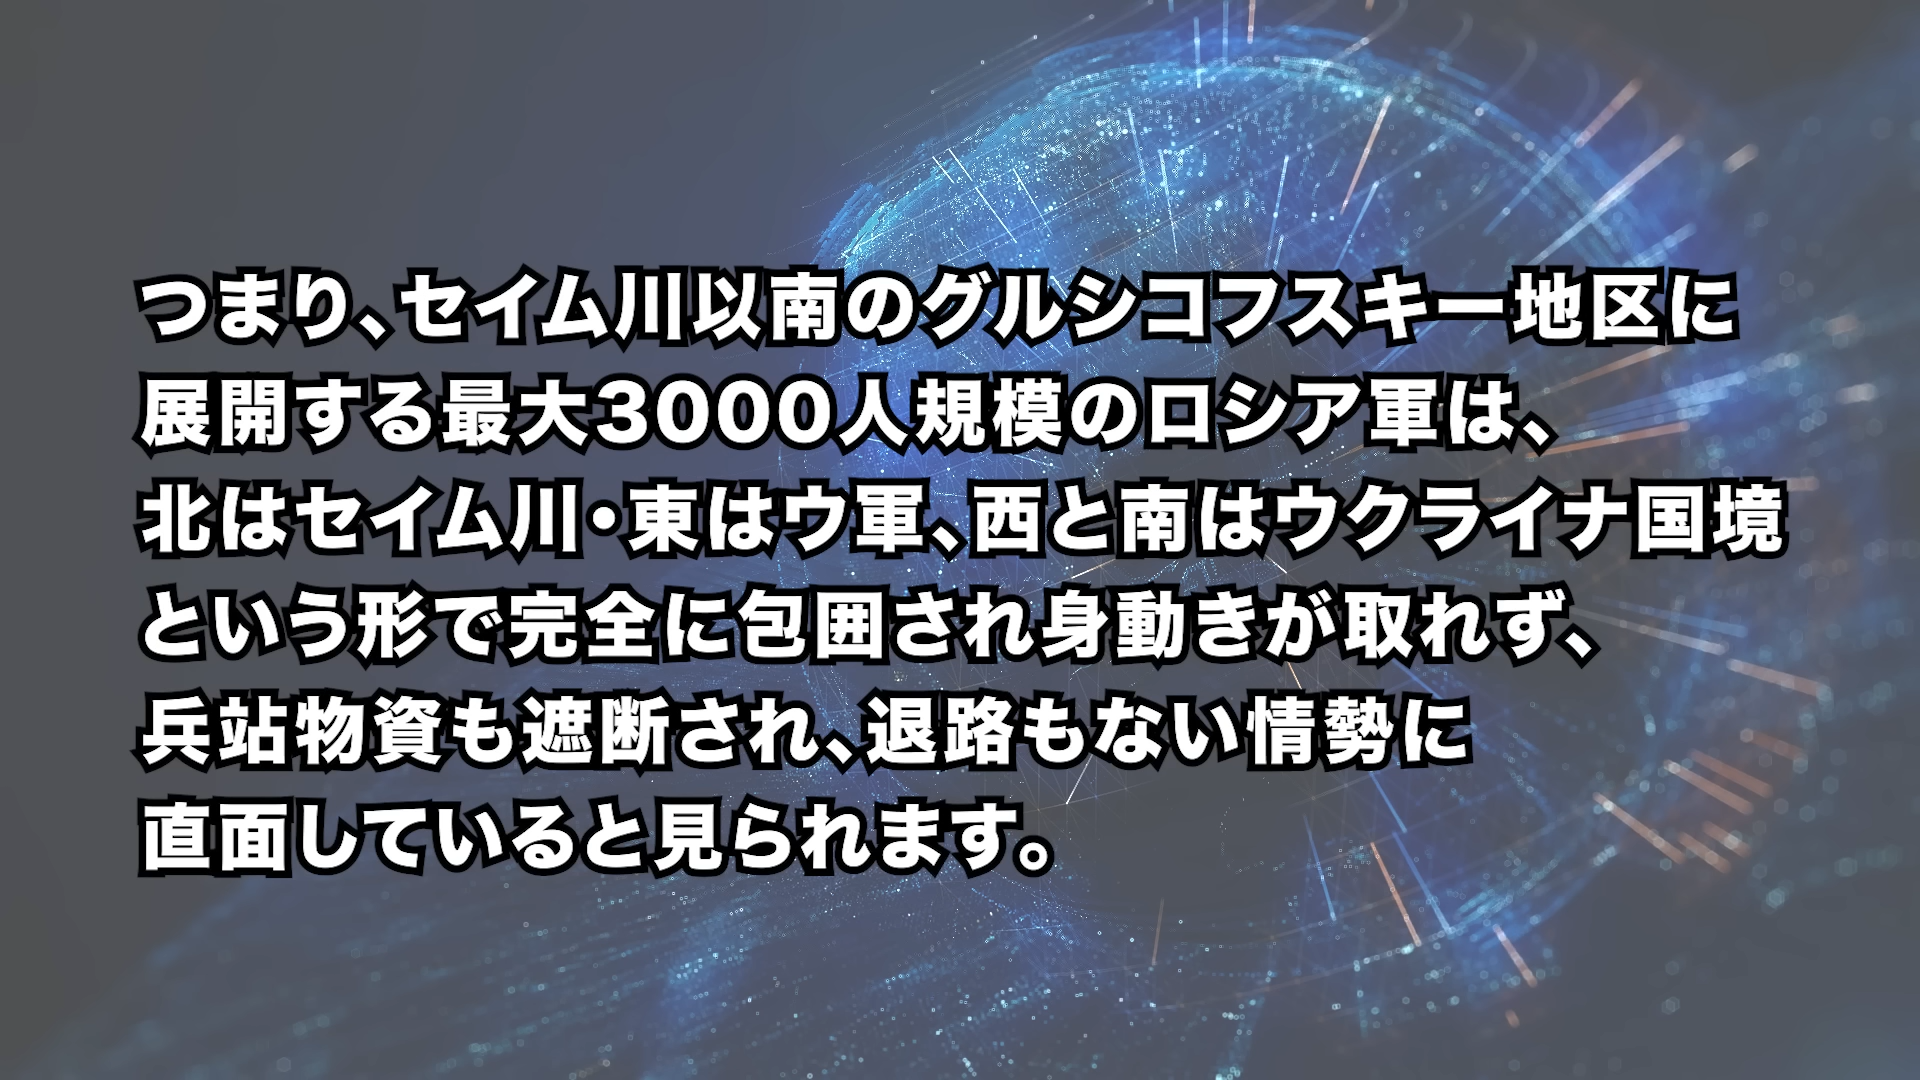 つまり、セイム川以南のグルシコフスキー地区に
展開する最大3000人規模のロシア軍は、
北はセイム川・東はウ軍、西と南はウクライナ国境
という形で完全に包囲され身動きが取れず、
兵站物資も遮断され、退路もない情勢に
直面していると見られます。